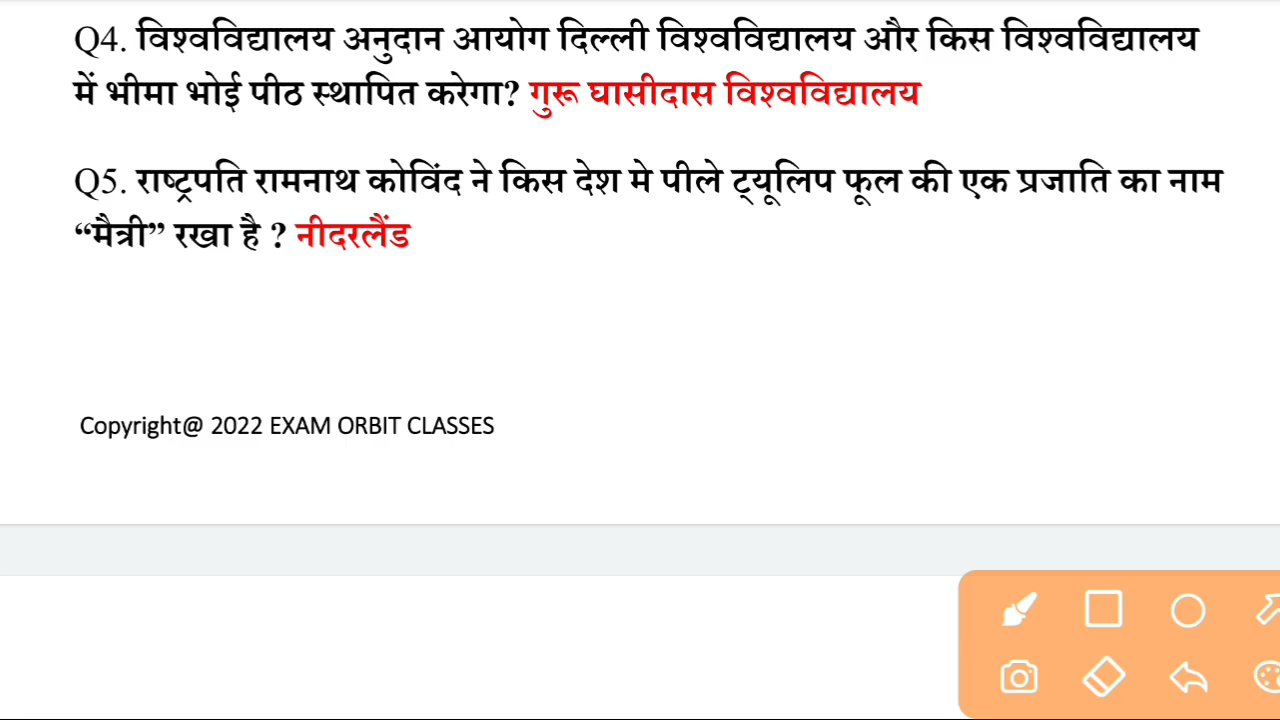 Q4. विश्वविद्यालय अनुदान आयोग दिल्ली विश्वविद्यालय और किस विश्वविद्यालय
में भीमा भोई पीठ स्थापित करेगा? गुरू घासीदास विश्वविद्यालय
Q5. राष्ट्रपति रामनाथ कोविंद ने किस देश मे पीले ट्यूलिप फूल की एक प्रजाति का नाम
“मैत्री” रखा है ? नीदरलैंड
Copyright@ 2022 EXAM ORBIT CLASSES